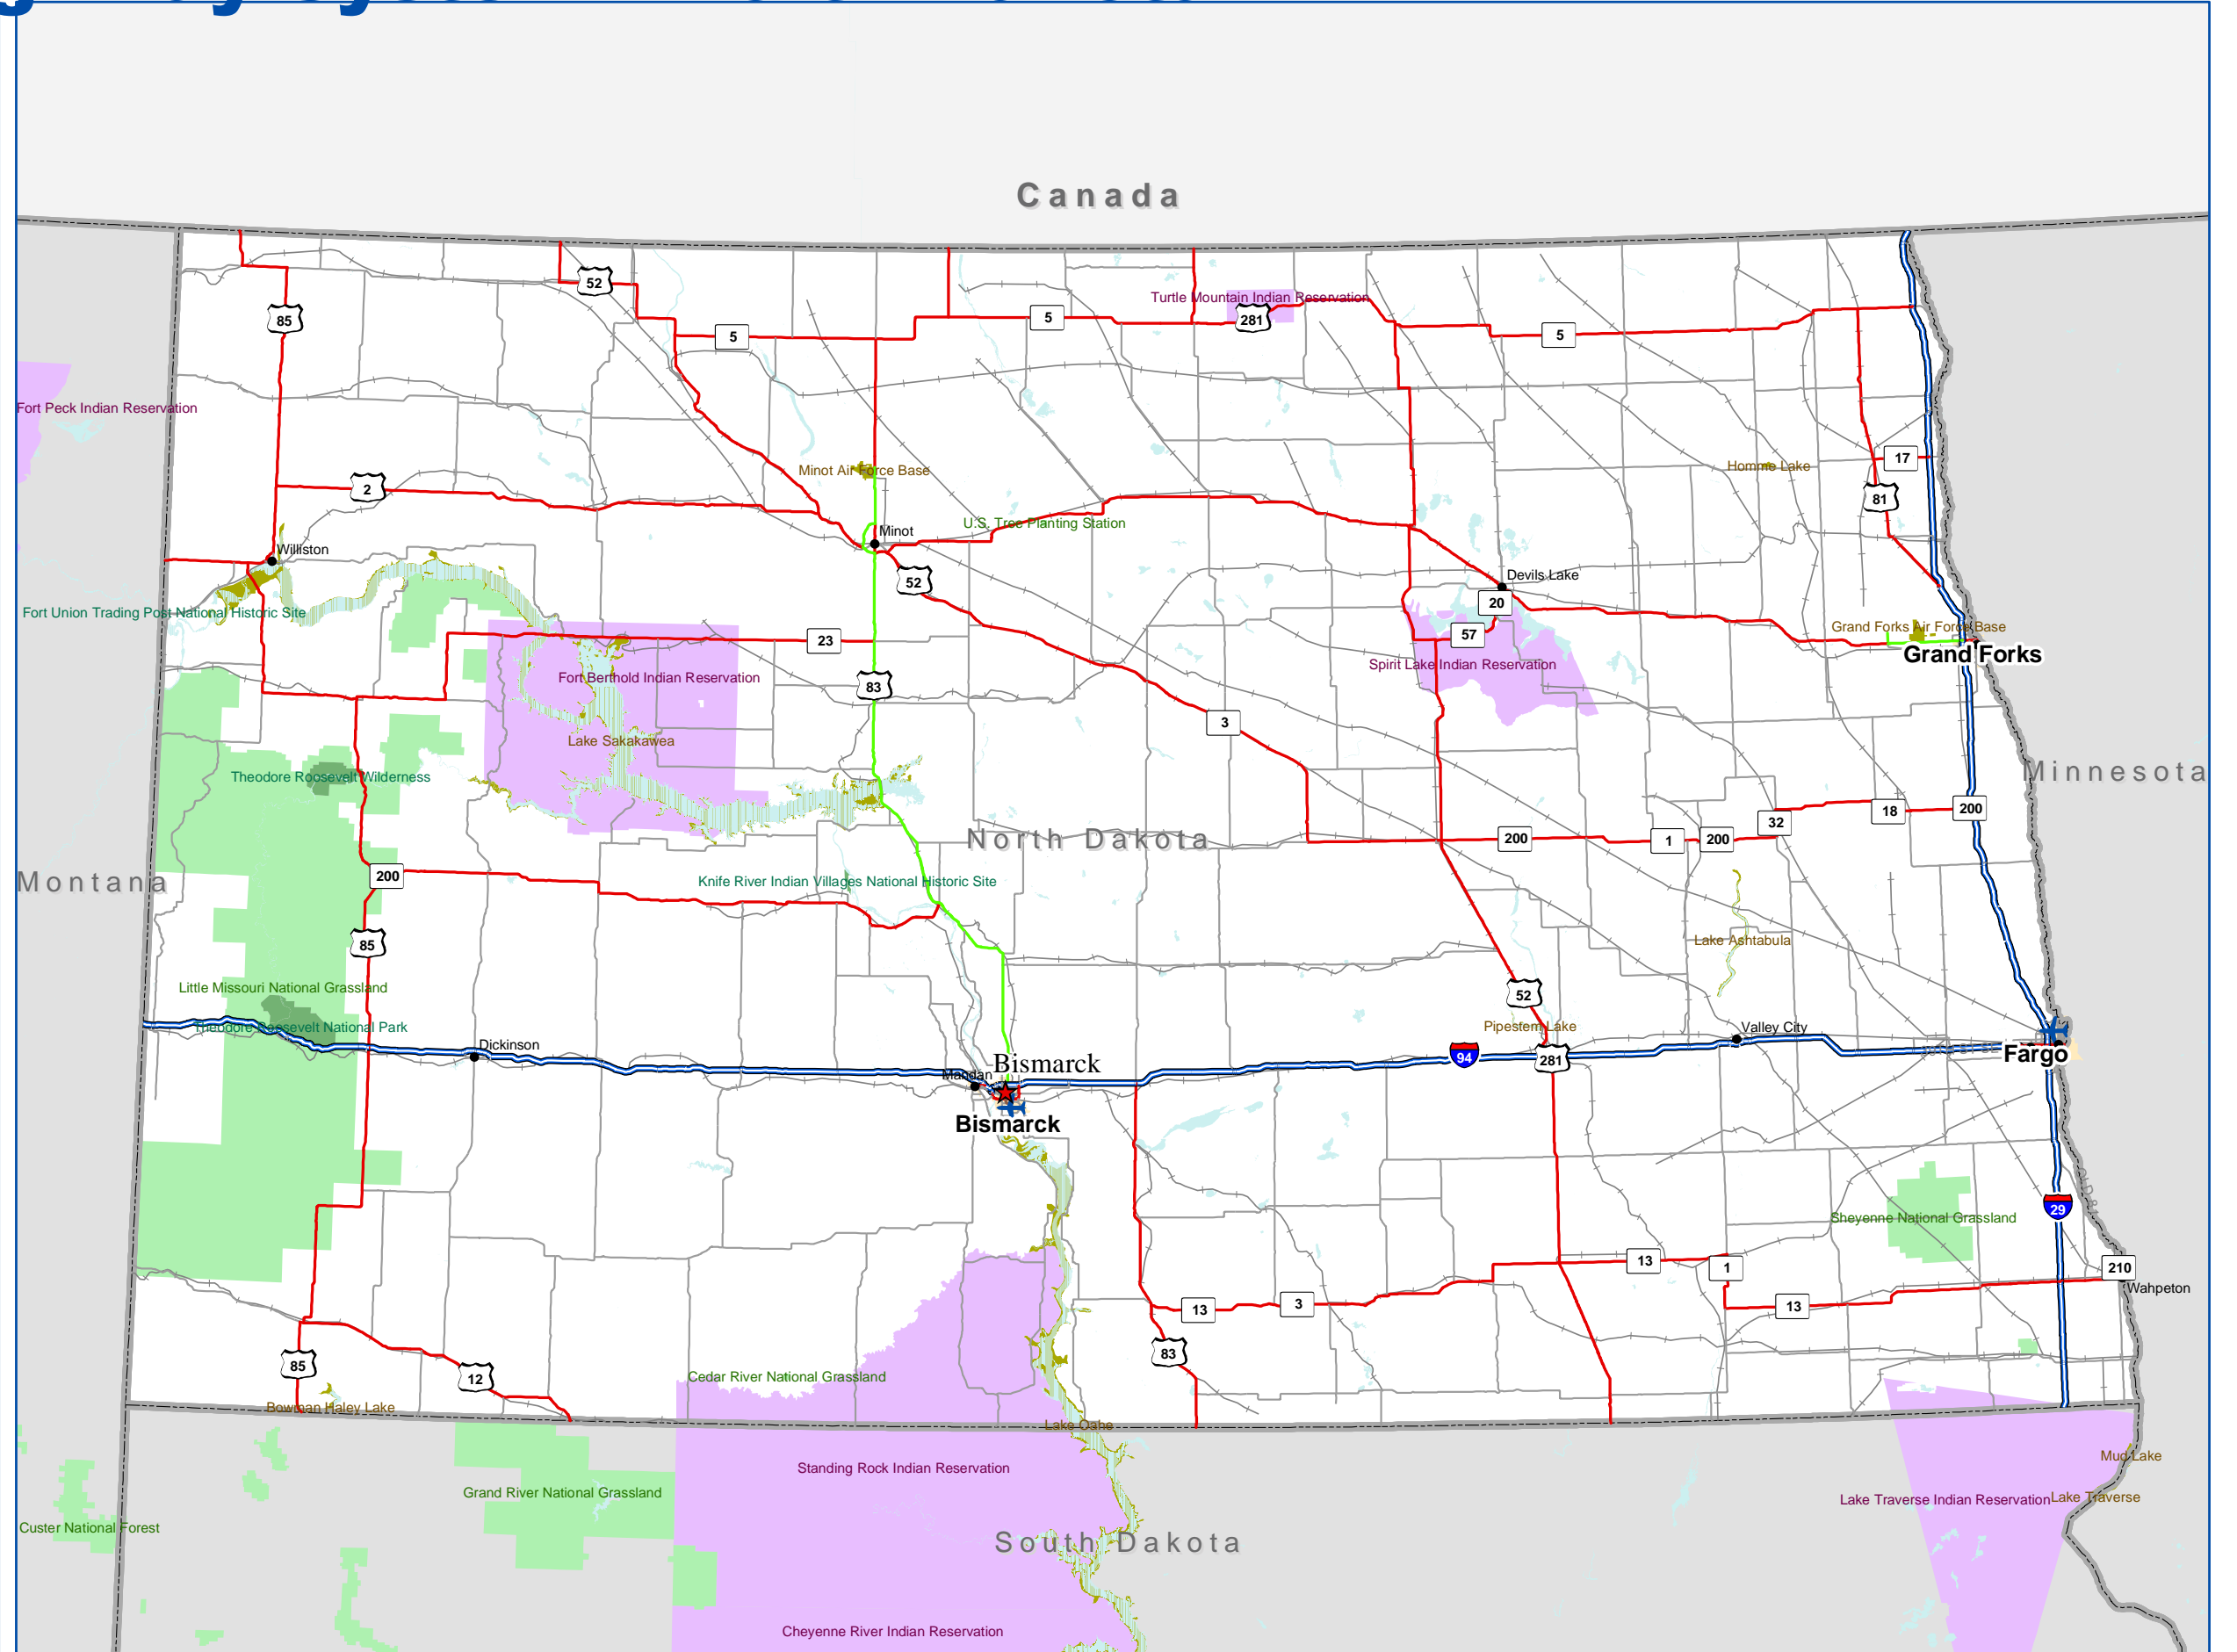 Canada
52
85
Turtle Mountain Indian Reservation
281
5
5
5
Fort Peck Indian Reservation
17
Minot Air Force Base
Homme Lake
2
81
U.S. Tree Planting Station
Minot
Williston
52
Devils Lake
20
Fort Union Trading Post National Historic Site
Grand Forks Air Force Base
23
57
Grand Forks
Spirit Lake Indian Reservation
Fort Berthold Indian Reservation
83
3
Lake Sakakawea
Minnesota
Theodore Roosevelt Wilderness
18
200
32
North Dakota
200
1
200
Montana
200
Knife River Indian Villages National Historic Site
85
Lake Ashtabula
Little Missouri National Grassland
52
Theodore Roosevelt National Park
Pipestem Lake
Valley City
Dickinson
94
281
Fargo
Bismarck
Mandan
Bismarck
29
Sheyenne National Grassland
13
1
210
Wahpeton
13
3
13
83
85
12
Cedar River National Grassland
Bowman Haley Lake
Lake Oahe
Mud Lake
Standing Rock Indian Reservation
Grand River National Grassland
Lake Traverse Indian Reservation
Lake Traverse
Custer National Forest
South Dakota
Cheyenne River Indian Reservation